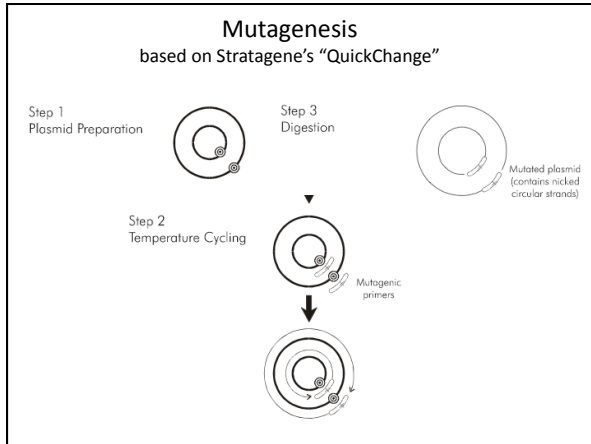 Mutagenesis
based on Stratagene's “QuickChange”
Step 1
Plasmid Preparation
Step 2
Temperature Cycling
Mutagenic
primers
Step 3
Digestion
Mutated plasmid
(contains nicked
circular strands)